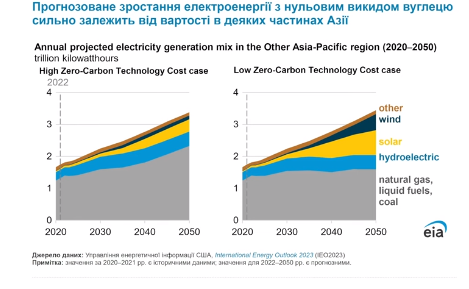 Прогнозоване зростання електроенергії з нульовим викидом вуглецю
сильно залежить від вартості в деяких частинах Азії
Annual projected electricity generation mix in the Other Asia-Pacific region (2020–2050)
trillion kilowatthours
High Zero-Carbon Technology Cost case
2022
4
3
2
1
0
2020 2030 2040 2050
Low Zero-Carbon Technology Cost case
4
3
2
1
0
2020 2030 2040 2050
other
wind
solar
hydroelectric
natural gas,
liquid fuels,
coal
eia
Джерело даних: Управління енергетичної інформації США, International Energy Outlook 2023 (IEO2023)
Примітка: значення за 2020–2021 рр. є історичними даними; значення для 2022–2050 рр. є прогнозними.